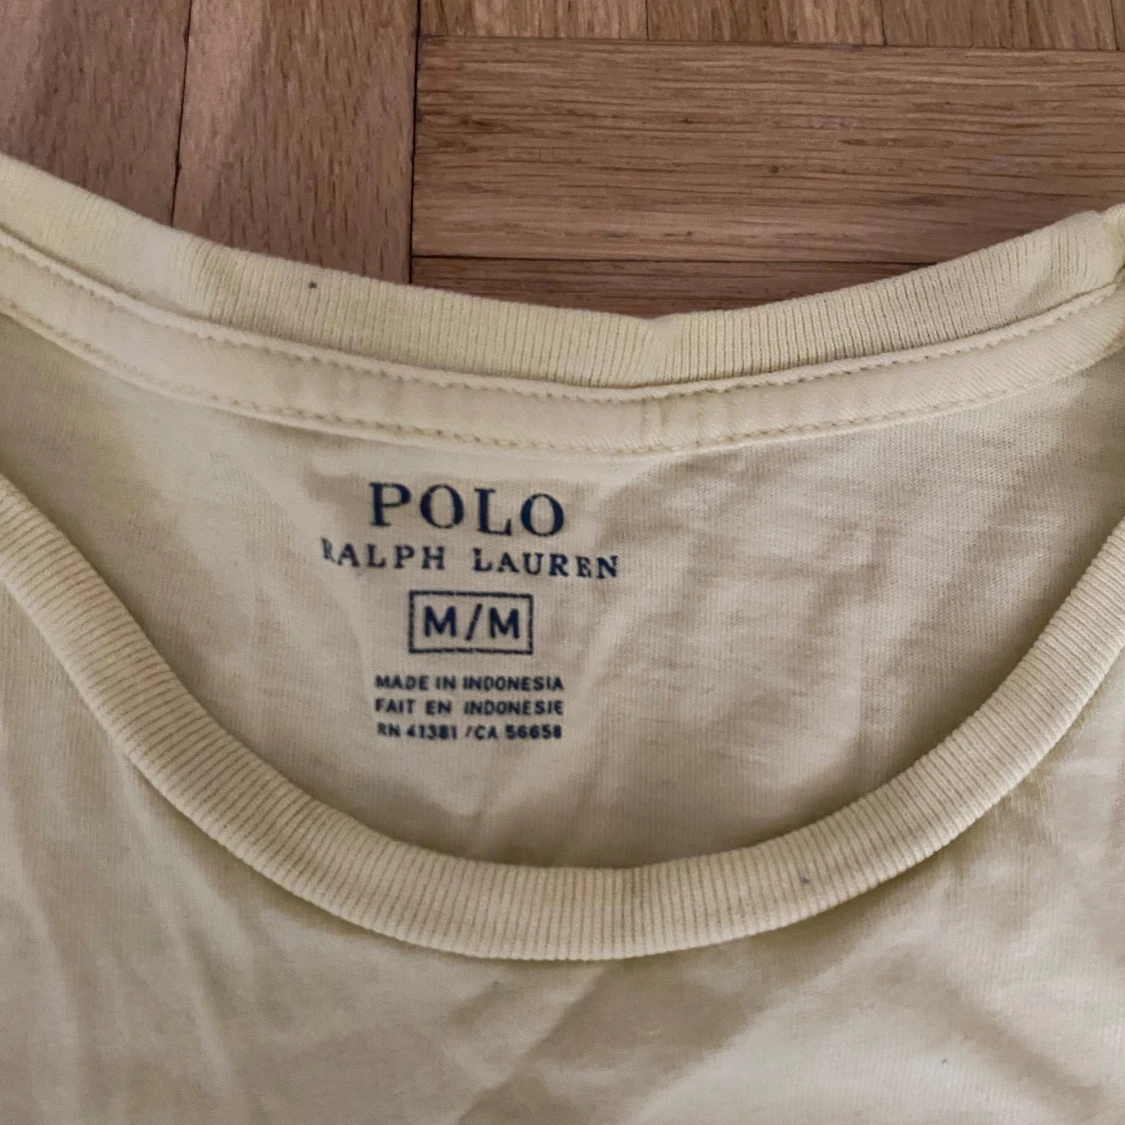 POLO
RALPH LAUREN
M/M
MADE IN INDONESIA
FAIT EN INDONESIE
RN 41381 /CA 56658